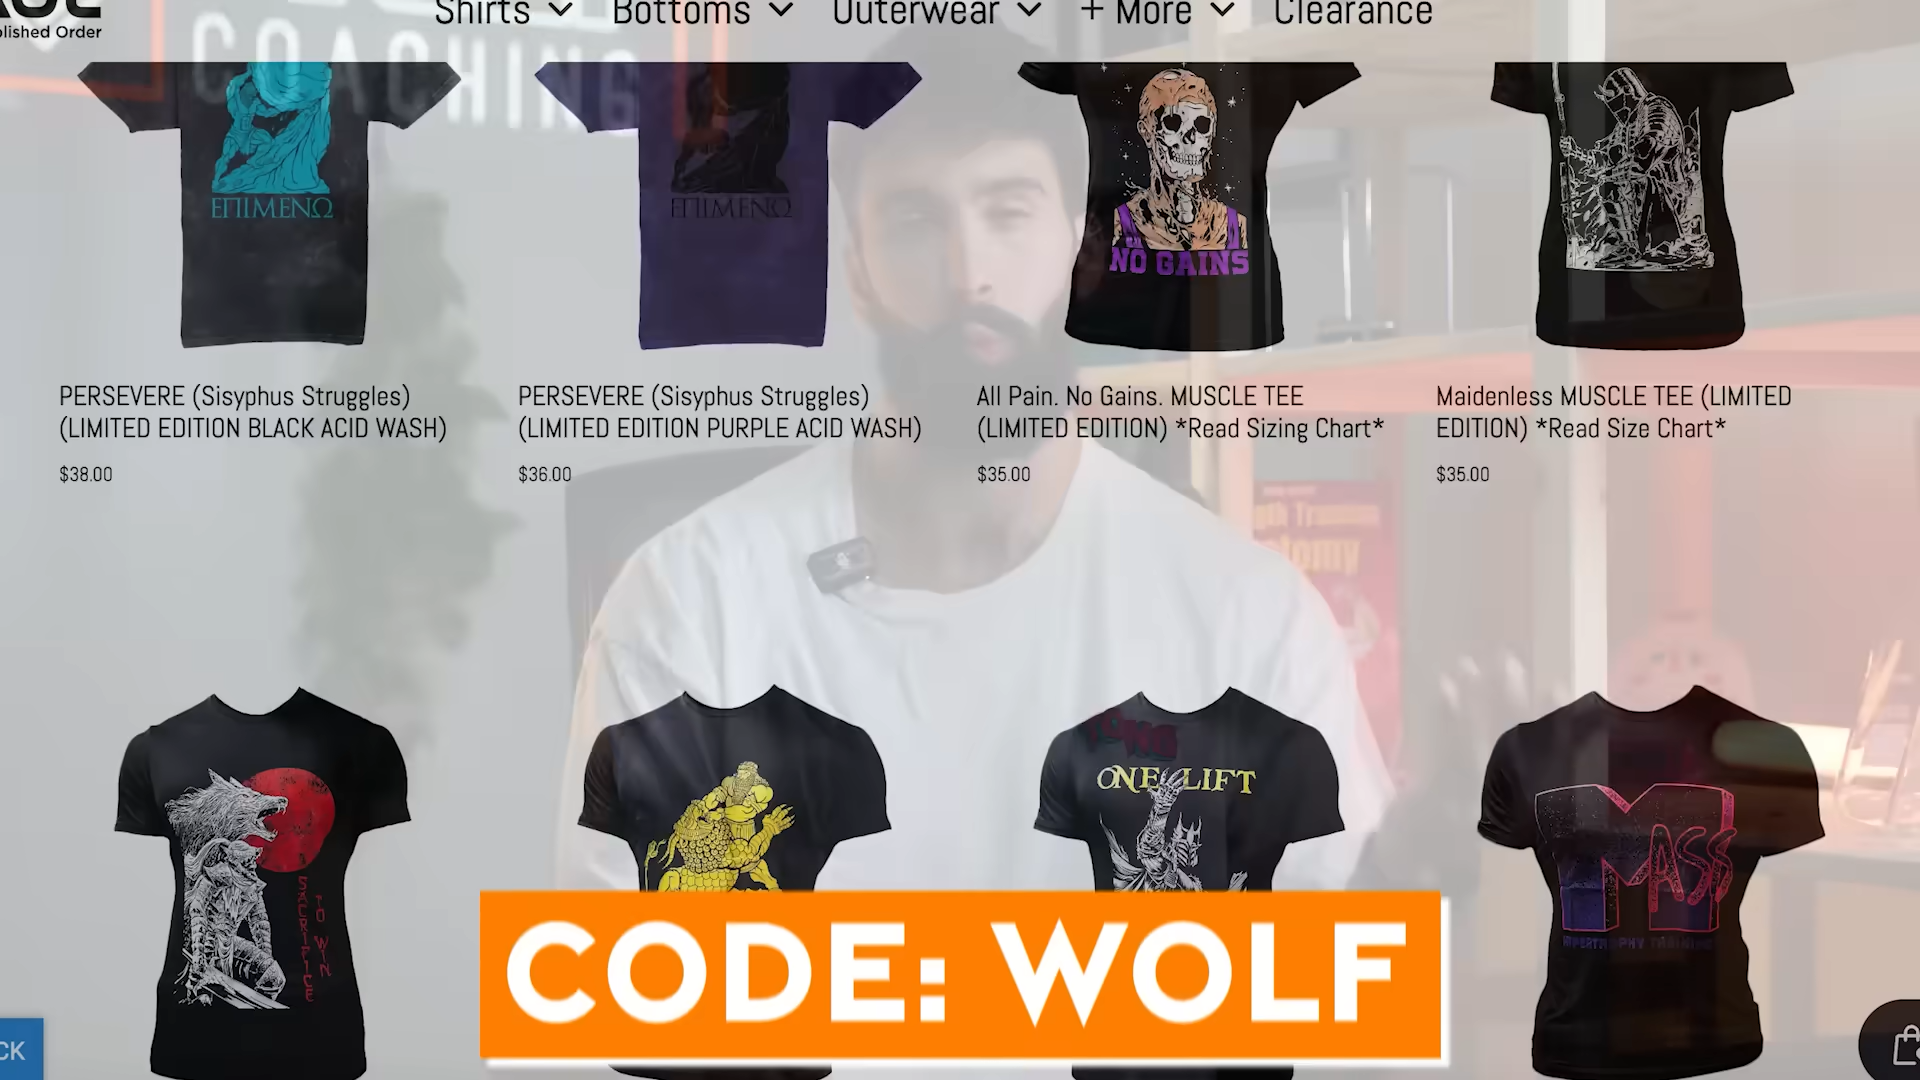 Shirts Bottoms Outerwear + More Clearance
COACHING
ΕΠΙΜΕΝΩ
ΕΠΙΜΕΝΩ
NO GAINS
PERSEVERE (Sisyphus Struggles)
(LIMITED EDITION BLACK ACID WASH)
$38.00
PERSEVERE (Sisyphus Struggles)
(LIMITED EDITION PURPLE ACID WASH)
$36.00
All Pain. No Gains. MUSCLE TEE
(LIMITED EDITION) *Read Sizing Chart*
$35.00
Maidenless MUSCLE TEE (LIMITED
EDITION) *Read Size Chart*
$35.00
SACRIFICE
TO WIN
ONE LIFT
MASS
HYPERTROPHY TRAINING
CODE: WOLF